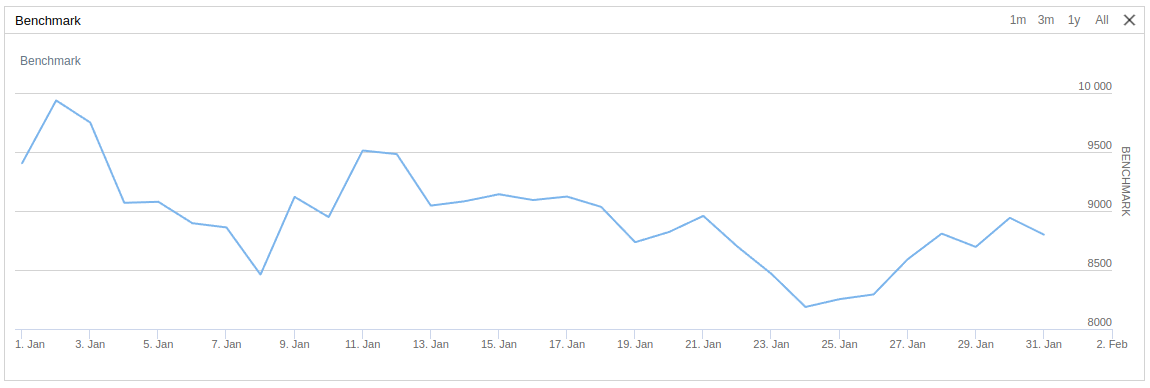 Benchmark
1m 3m 1y All
Benchmark
10 000
9500
9000
8500
8000
BENCHMARK
1. Jan 3. Jan 5. Jan 7. Jan 9. Jan 11. Jan 13. Jan 15. Jan 17. Jan 19. Jan 21. Jan 23. Jan 25. Jan 27. Jan 29. Jan 31. Jan 2. Feb